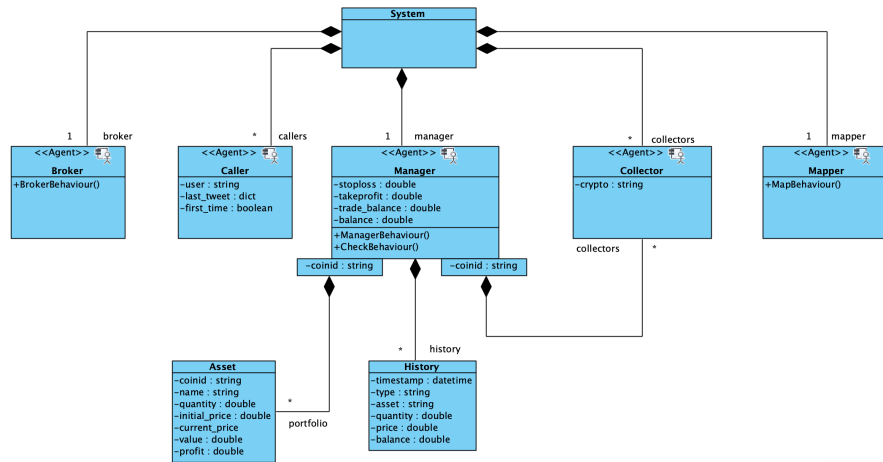 System
1 broker
* callers
1 manager
* collectors
1 mapper
<<Agent>>
Broker
+BrokerBehaviour()
<<Agent>>
Caller
-user : string
-last_tweet : dict
-first_time : boolean
<<Agent>>
Manager
-stoploss : double
-takeprofit : double
-trade_balance : double
-balance : double
+ManagerBehaviour()
+CheckBehaviour()
<<Agent>>
Collector
-crypto : string
<<Agent>>
Mapper
+MapBehaviour()
collectors *
-coinid : string
-coinid : string
* history
Asset
-coinid : string
-name : string
-quantity : double
-initial_price : double
-current_price
-value : double
-profit : double
*
portfolio
History
-timestamp : datetime
-type : string
-asset : string
-quantity : double
-price : double
-balance : double